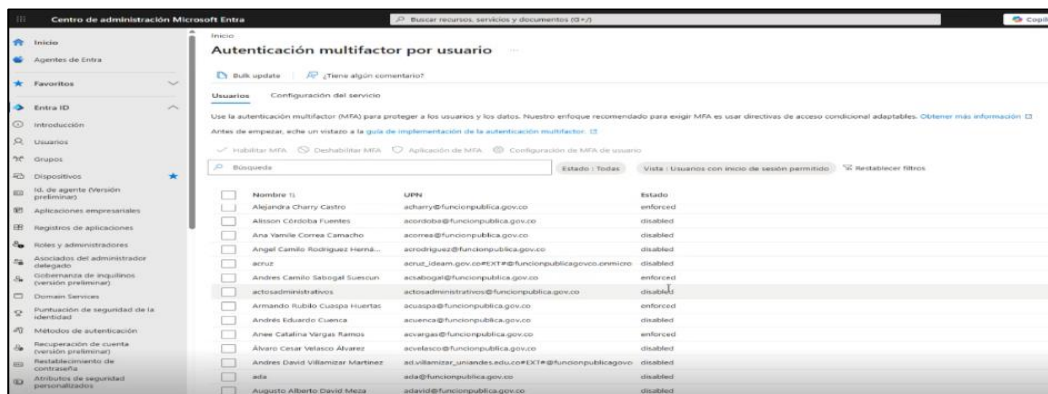 Centro de administración Microsoft Entra
Buscar recursos, servicios y documentos (G+/)
Copil
Inicio
Agentes de Entra
Favoritos
Entra ID
Introducción
Usuarios
Grupos
Dispositivos
Id. de agente (Versión preliminar)
Aplicaciones empresariales
Registros de aplicaciones
Roles y administradores
Asociados del administrador delegado
Gobernanza de inquilinos (versión preliminar)
Domain Services
Puntuación de seguridad de la identidad
Métodos de autenticación
Recuperación de cuenta (versión preliminar)
Restablecimiento de contraseña
Atributos de seguridad personalizados
Inicio
Autenticación multifactor por usuario ...
Bulk update ¿Tiene algún comentario?
Usuarios Configuración del servicio
Use la autenticación multifactor (MFA) para proteger a los usuarios y los datos. Nuestro enfoque recomendado para exigir MFA es usar directivas de acceso condicional adaptables. Obtener más información
Antes de empezar, eche un vistazo a la guía de implementación de la autenticación multifactor.
Habilitar MFA Deshabilitar MFA Aplicación de MFA Configuración de MFA de usuario
Búsqueda Estado : Todas Vista : Usuarios con inicio de sesión permitido Restablecer filtros
Nombre UPN Estado
Alejandra Charry Castro acharry@funcionpublica.gov.co enforced
Alisson Córdoba Fuentes acordoba@funcionpublica.gov.co disabled
Ana Yamile Correa Camacho acorrea@funcionpublica.gov.co disabled
Angel Camilo Rodriguez Herná... acrodriguez@funcionpublica.gov.co disabled
acruz acruz_ideam.gov.co#EXT#@funcionpublicagovco.onmicro disabled
Andres Camilo Sabogal Suescun acsabogal@funcionpublica.gov.co enforced
actosadministrativos actosadministrativos@funcionpublica.gov.co disabled
Armando Rubilo Cuaspa Huertas acuaspa@funcionpublica.gov.co enforced
Andrés Eduardo Cuenca acuenca@funcionpublica.gov.co disabled
Anee Catalina Vargas Ramos acvargas@funcionpublica.gov.co enforced
Álvaro Cesar Velasco Álvarez acvelasco@funcionpublica.gov.co disabled
Andres David Villamizar Martinez ad.villamizar_uniandes.edu.co#EXT#@funcionpublicagovo disabled
ada ada@funcionpublica.gov.co disabled
Augusto Alberto David Meza adavid@funcionpublica.gov.co disabled